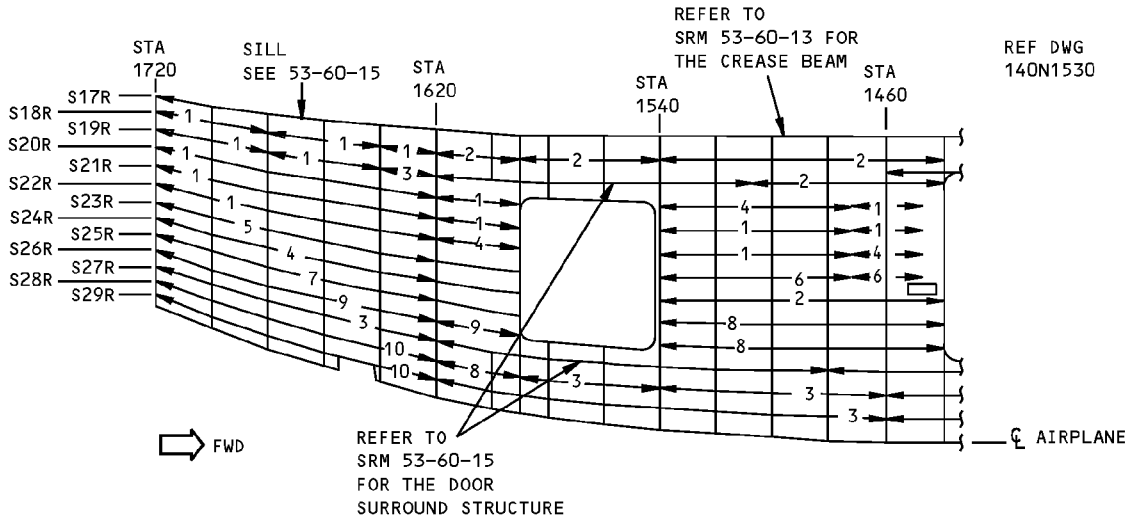 REFER TO
SRM 53-60-13 FOR
THE CREASE BEAM
REF DWG
140N1530
STA
1720
SILL
SEE 53-60-15
STA
1620
STA
1540
STA
1460
S17R
S18R
S19R
S20R
S21R
S22R
S23R
S24R
S25R
S26R
S27R
S28R
S29R
1 1 1 2 2 2
1 1 3 2
1 1 4 1
1 1 1 1
5 4 1 4
4 6 6
7 2
9 9 8
3 8
10 8 3 3
10 3
FWD
REFER TO
SRM 53-60-15
FOR THE DOOR
SURROUND STRUCTURE
℄ AIRPLANE